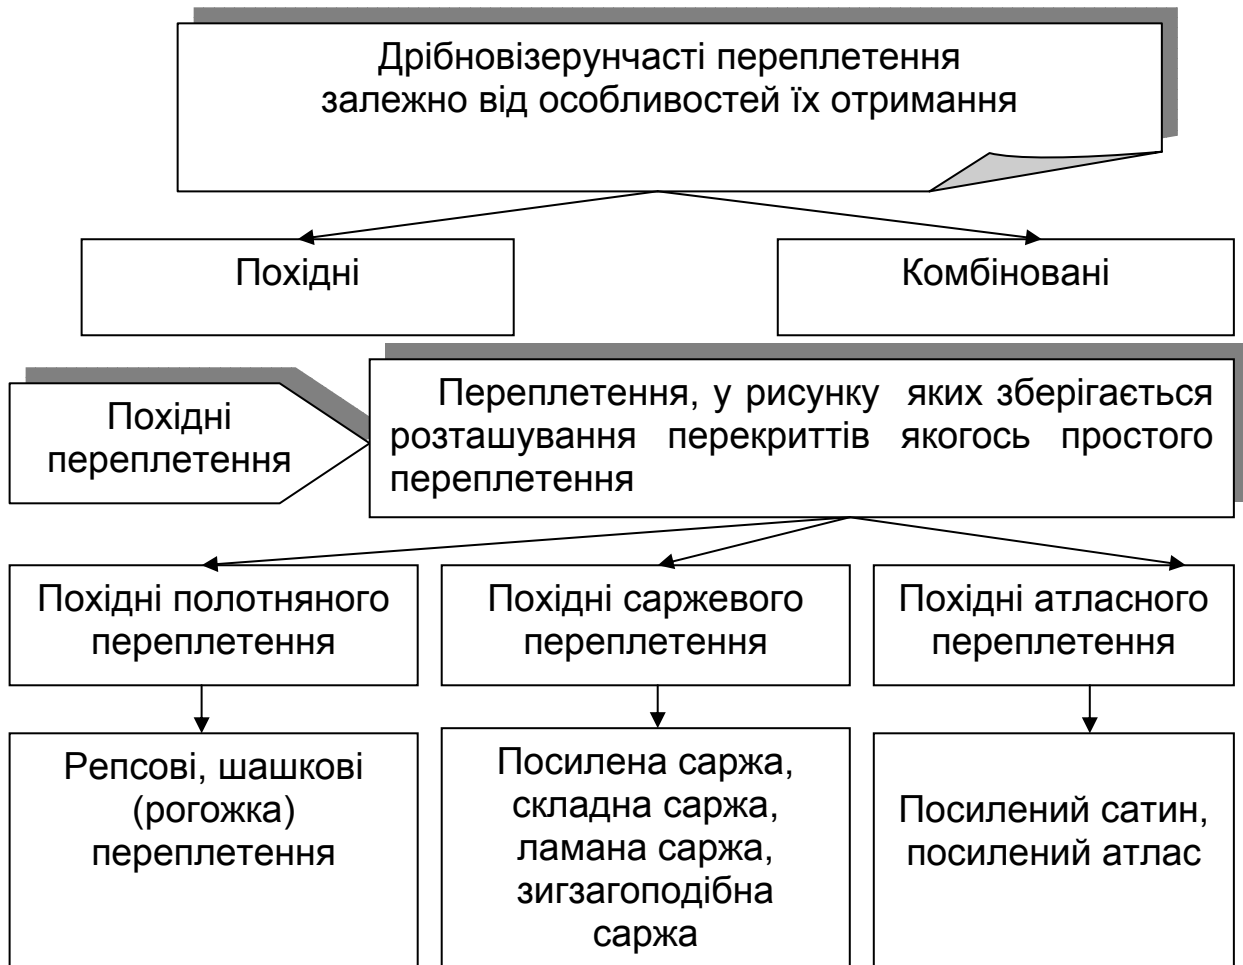 Дрібновізерунчасті переплетення
залежно від особливостей їх отримання
Похідні
Комбіновані
Похідні
переплетення
Переплетення, у рисунку яких зберігається
розташування перекриттів якогось простого
переплетення
Похідні полотняного
переплетення
Похідні саржевого
переплетення
Похідні атласного
переплетення
Репсові, шашкові
(рогожка)
переплетення
Посилена саржа,
складна саржа,
ламана саржа,
зигзагоподібна
саржа
Посилений сатин,
посилений атлас